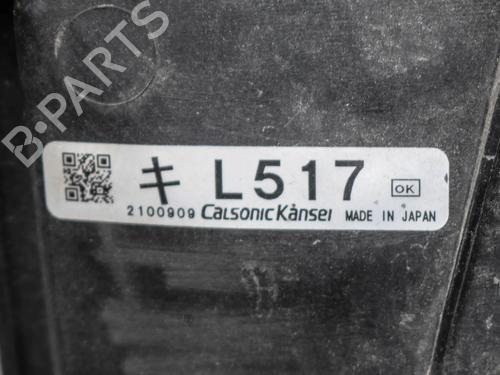 B-PARTS
キ L517 OK
2100909 CalsonicKansei MADE IN JAPAN